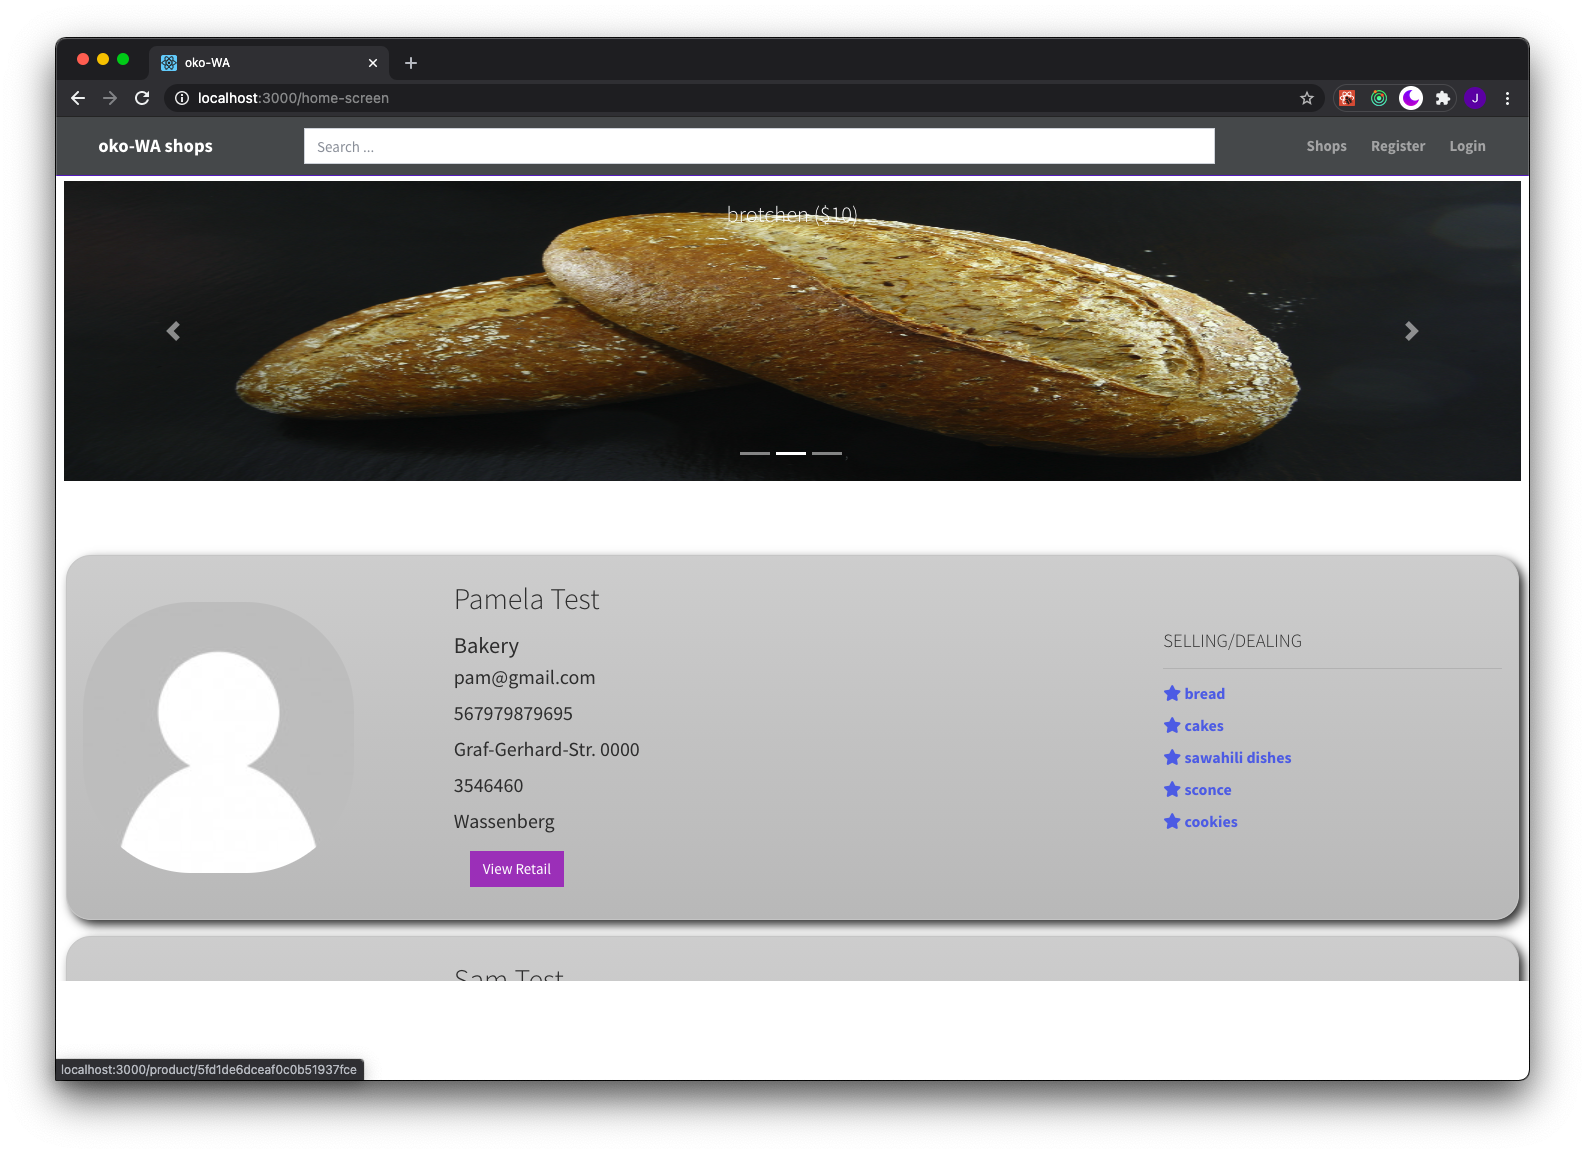 oko-WA
localhost:3000/home-screen
J
oko-WA shops
Search ...
Shops Register Login
brotchen ($10)
Pamela Test
Bakery
pam@gmail.com
567979879695
Graf-Gerhard-Str. 0000
3546460
Wassenberg
View Retail
SELLING/DEALING
bread
cakes
sawahili dishes
sconce
cookies
Sam Test
localhost:3000/product/5fd1de6dceaf0c0b51937fce